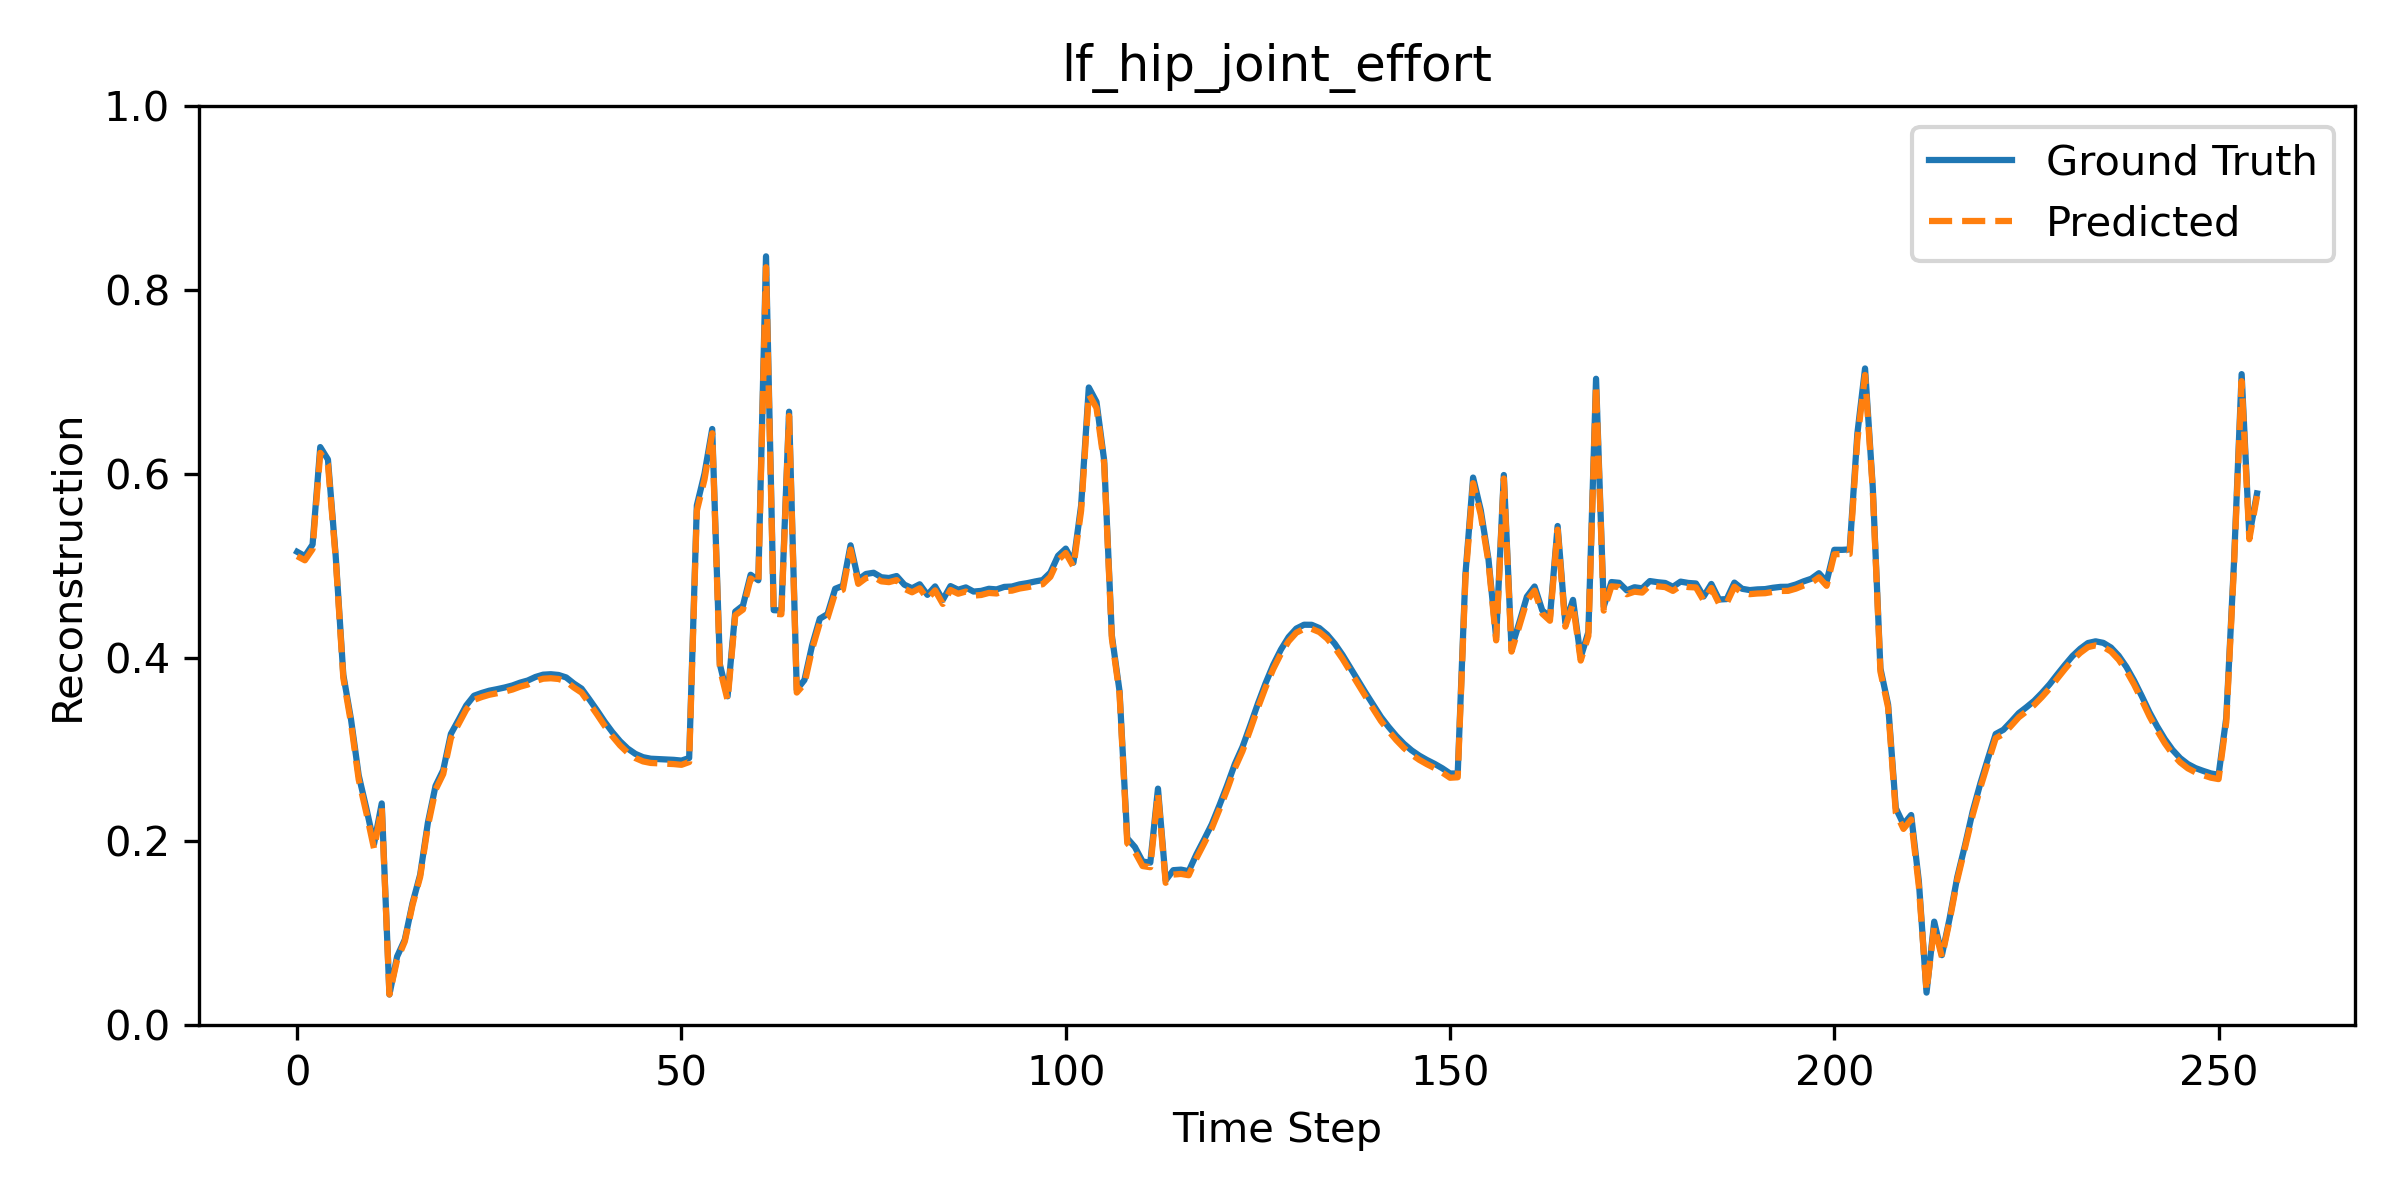 lf_hip_joint_effort
1.0
0.8
0.6
0.4
0.2
0.0
Reconstruction
Ground Truth
Predicted
0 50 100 150 200 250
Time Step